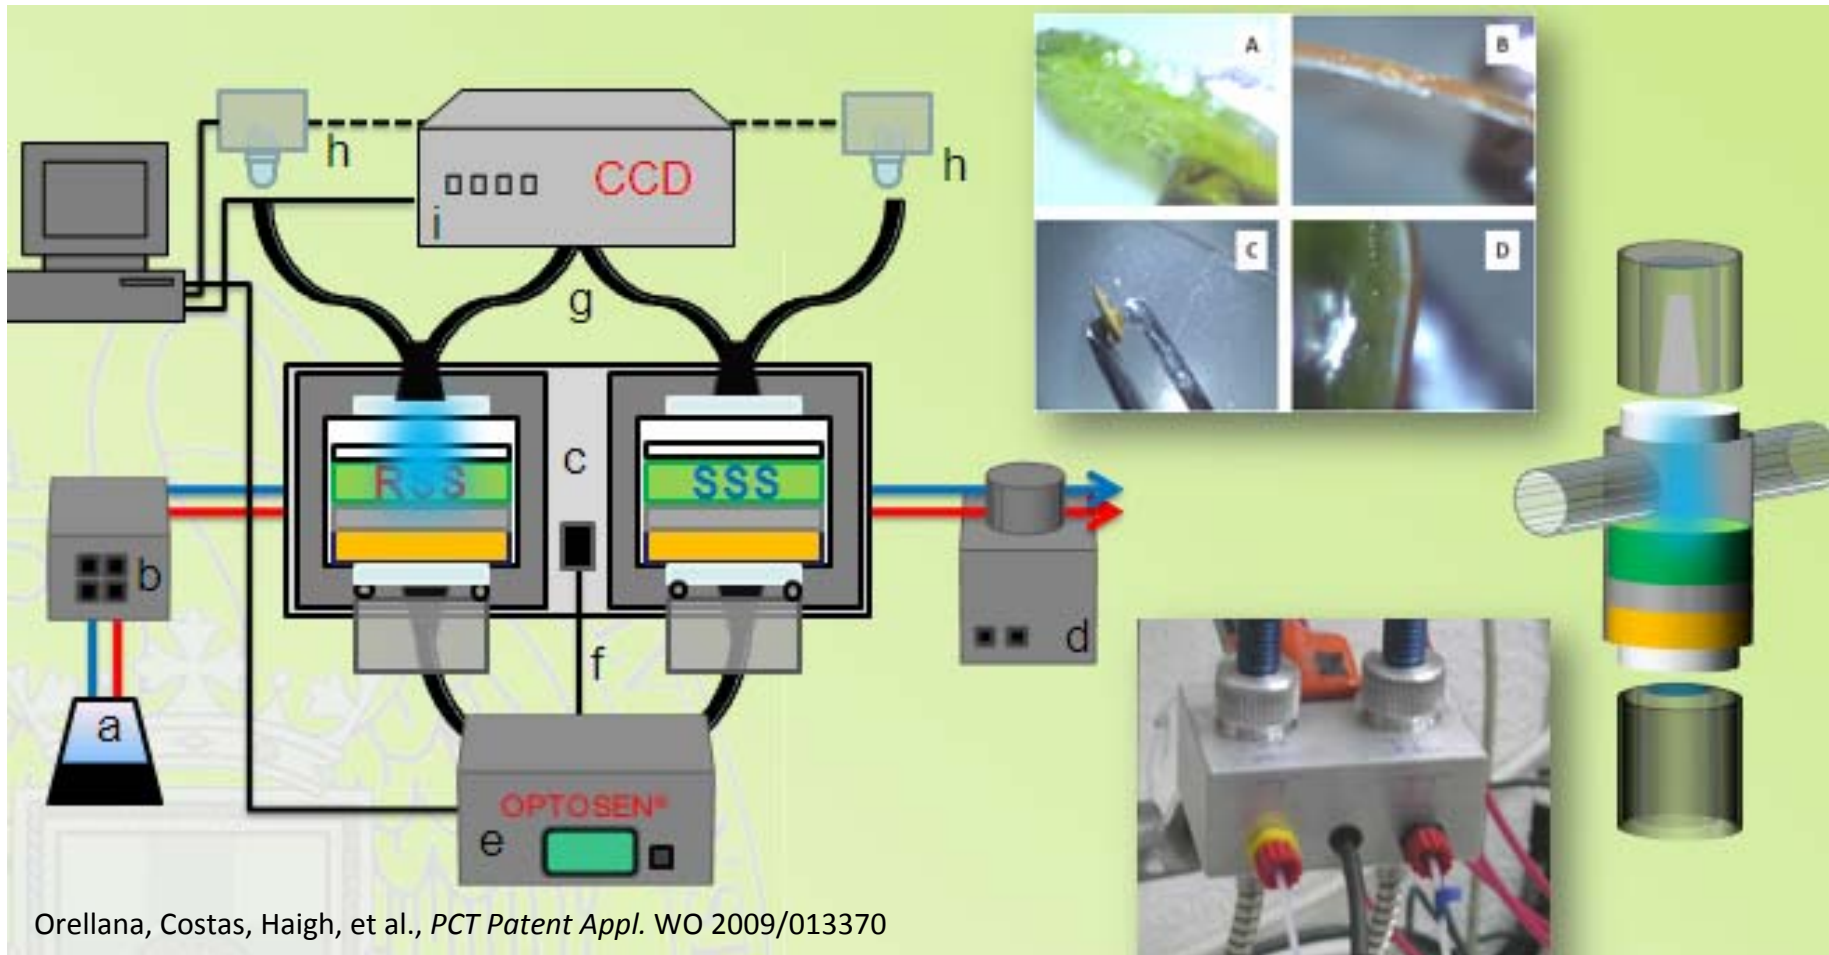 A
B
h
CCD
h
i
C
D
g
c
RSS
SSS
b
d
f
a
OPTOSEN®
e
Orellana, Costas, Haigh, et al., PCT Patent Appl. WO 2009/013370